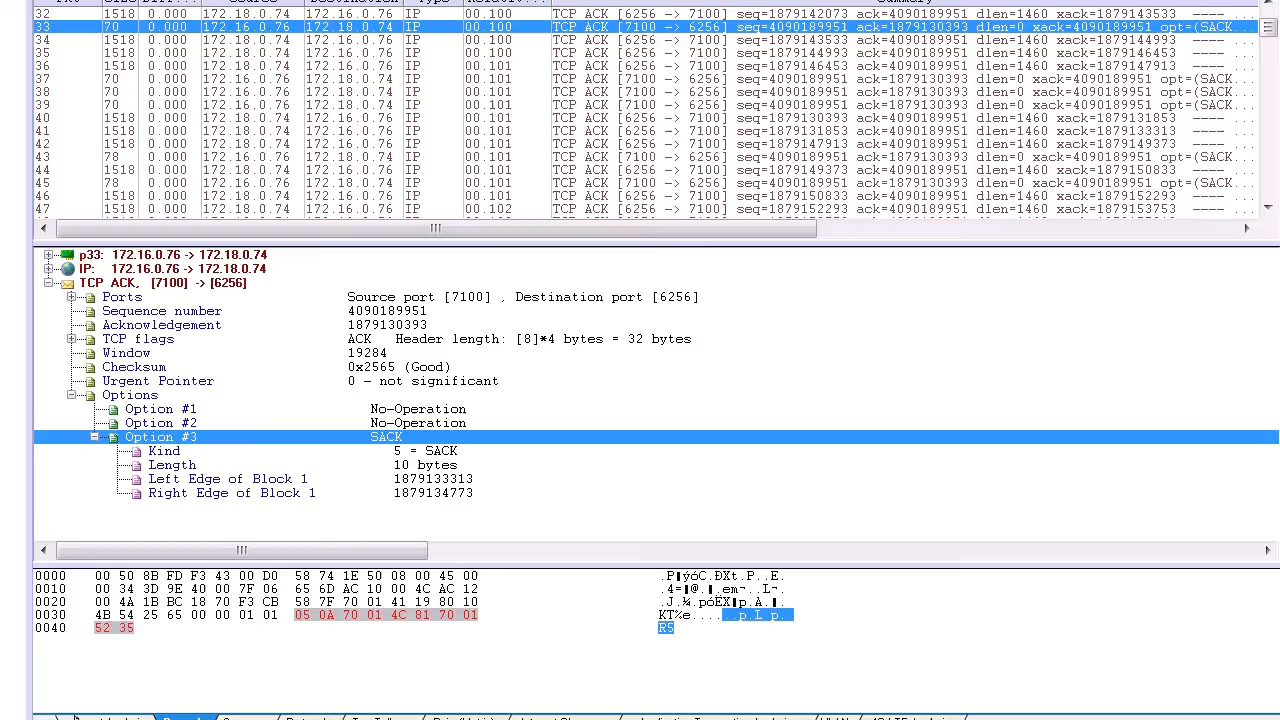 32 1518 0.000 172.18.0.74 172.16.0.76 IP 00.100 TCP ACK [6256 -> 7100] seq=1879142073 ack=4090189951 dlen=1460 xack=1879143533 ---- ...
33 70 0.000 172.16.0.76 172.18.0.74 IP 00.100 TCP ACK [7100 -> 6256] seq=4090189951 ack=1879130393 dlen=0 xack=4090189951 opt=(SACK...
34 1518 0.000 172.18.0.74 172.16.0.76 IP 00.100 TCP ACK [6256 -> 7100] seq=1879143533 ack=4090189951 dlen=1460 xack=1879144993 ---- ...
35 1518 0.000 172.18.0.74 172.16.0.76 IP 00.100 TCP ACK [6256 -> 7100] seq=1879144993 ack=4090189951 dlen=1460 xack=1879146453 ---- ...
36 1518 0.000 172.18.0.74 172.16.0.76 IP 00.100 TCP ACK [6256 -> 7100] seq=1879146453 ack=4090189951 dlen=1460 xack=1879147913 ---- ...
37 70 0.000 172.16.0.76 172.18.0.74 IP 00.101 TCP ACK [7100 -> 6256] seq=4090189951 ack=1879130393 dlen=0 xack=4090189951 opt=(SACK...
38 70 0.000 172.16.0.76 172.18.0.74 IP 00.101 TCP ACK [7100 -> 6256] seq=4090189951 ack=1879130393 dlen=0 xack=4090189951 opt=(SACK...
39 70 0.000 172.16.0.76 172.18.0.74 IP 00.101 TCP ACK [7100 -> 6256] seq=4090189951 ack=1879130393 dlen=0 xack=4090189951 opt=(SACK...
40 1518 0.000 172.18.0.74 172.16.0.76 IP 00.101 TCP ACK [6256 -> 7100] seq=1879130393 ack=4090189951 dlen=1460 xack=1879131853 ---- ...
41 1518 0.000 172.18.0.74 172.16.0.76 IP 00.101 TCP ACK [6256 -> 7100] seq=1879131853 ack=4090189951 dlen=1460 xack=1879133313 ---- ...
42 1518 0.000 172.18.0.74 172.16.0.76 IP 00.101 TCP ACK [6256 -> 7100] seq=1879147913 ack=4090189951 dlen=1460 xack=1879149373 ---- ...
43 78 0.000 172.16.0.76 172.18.0.74 IP 00.101 TCP ACK [7100 -> 6256] seq=4090189951 ack=1879130393 dlen=0 xack=4090189951 opt=(SACK...
44 1518 0.000 172.18.0.74 172.16.0.76 IP 00.101 TCP ACK [6256 -> 7100] seq=1879149373 ack=4090189951 dlen=1460 xack=1879150833 ---- ...
45 78 0.000 172.16.0.76 172.18.0.74 IP 00.101 TCP ACK [7100 -> 6256] seq=4090189951 ack=1879130393 dlen=0 xack=4090189951 opt=(SACK...
46 1518 0.000 172.18.0.74 172.16.0.76 IP 00.101 TCP ACK [6256 -> 7100] seq=1879150833 ack=4090189951 dlen=1460 xack=1879152293 ---- ...
47 1518 0.000 172.18.0.74 172.16.0.76 IP 00.102 TCP ACK [6256 -> 7100] seq=1879152293 ack=4090189951 dlen=1460 xack=1879153753 ---- ...
p33: 172.16.0.76 -> 172.18.0.74
IP: 172.16.0.76 -> 172.18.0.74
TCP ACK, [7100] -> [6256]
Ports Source port [7100] , Destination port [6256]
Sequence number 4090189951
Acknowledgement 1879130393
TCP flags ACK Header length: [8]*4 bytes = 32 bytes
Window 19284
Checksum 0x2565 (Good)
Urgent Pointer 0 - not significant
Options
Option #1 No-Operation
Option #2 No-Operation
Option #3 SACK
Kind 5 = SACK
Length 10 bytes
Left Edge of Block 1 1879133313
Right Edge of Block 1 1879134773
0000 00 50 8B FD F3 43 00 D0 58 74 1E 50 08 00 45 00 .P‖ýóC.ÐXt.P..E.
0010 00 34 3D 9E 40 00 7F 06 65 6D AC 10 00 4C AC 12
0020 00 4A 1B BC 18 70 F3 CB 58 7F 70 01 41 19 80 10
0030 4B 54 25 65 00 00 01 01 05 0A 70 01 4C 81 70 01
0040 52 35 R5